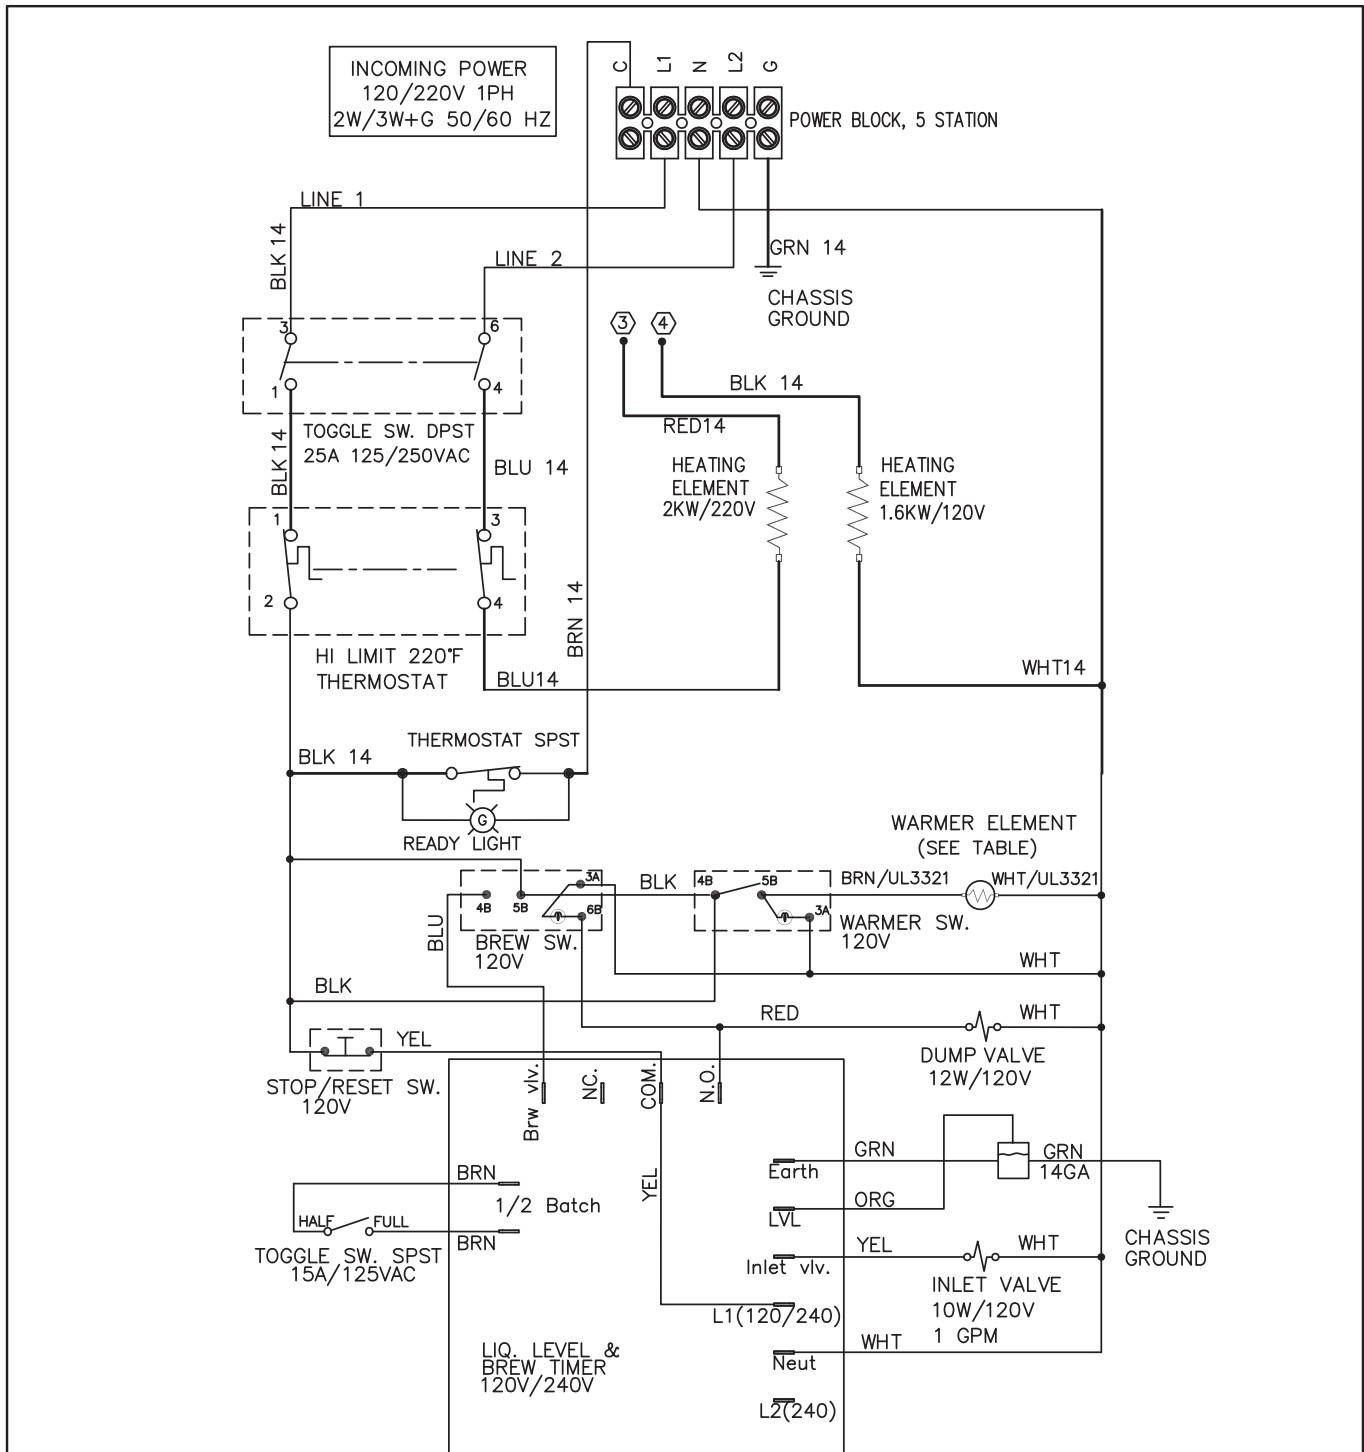 INCOMING POWER
120/220V 1PH
2W/3W+G 50/60 HZ
C
L1
N
L2
G
POWER BLOCK, 5 STATION
LINE 1
BLK 14
LINE 2
GRN 14
CHASSIS
GROUND
3
6
1
4
TOGGLE SW. DPST
25A 125/250VAC
BLK 14
BLU 14
3
4
BLK 14
RED14
HEATING
ELEMENT
2KW/220V
HEATING
ELEMENT
1.6KW/120V
1
3
2
4
HI LIMIT 220°F
THERMOSTAT
BRN 14
BLU14
WHT14
THERMOSTAT SPST
BLK 14
G
READY LIGHT
WARMER ELEMENT
(SEE TABLE)
3A
4B
5B
6B
BLK
BLU
BREW SW.
120V
4B
5B
3A
BRN/UL3321
WHT/UL3321
WARMER SW.
120V
WHT
BLK
RED
WHT
DUMP VALVE
12W/120V
YEL
STOP/RESET SW.
120V
Brw vlv.
NC.
COM.
N.O.
YEL
Earth
GRN
GRN
14GA
LVL
ORG
CHASSIS
GROUND
BRN
1/2 Batch
HALF
FULL
BRN
TOGGLE SW. SPST
15A/125VAC
Inlet vlv.
YEL
WHT
INLET VALVE
10W/120V
1 GPM
L1(120/240)
WHT
Neut
L2(240)
LIQ. LEVEL &
BREW TIMER
120V/240V